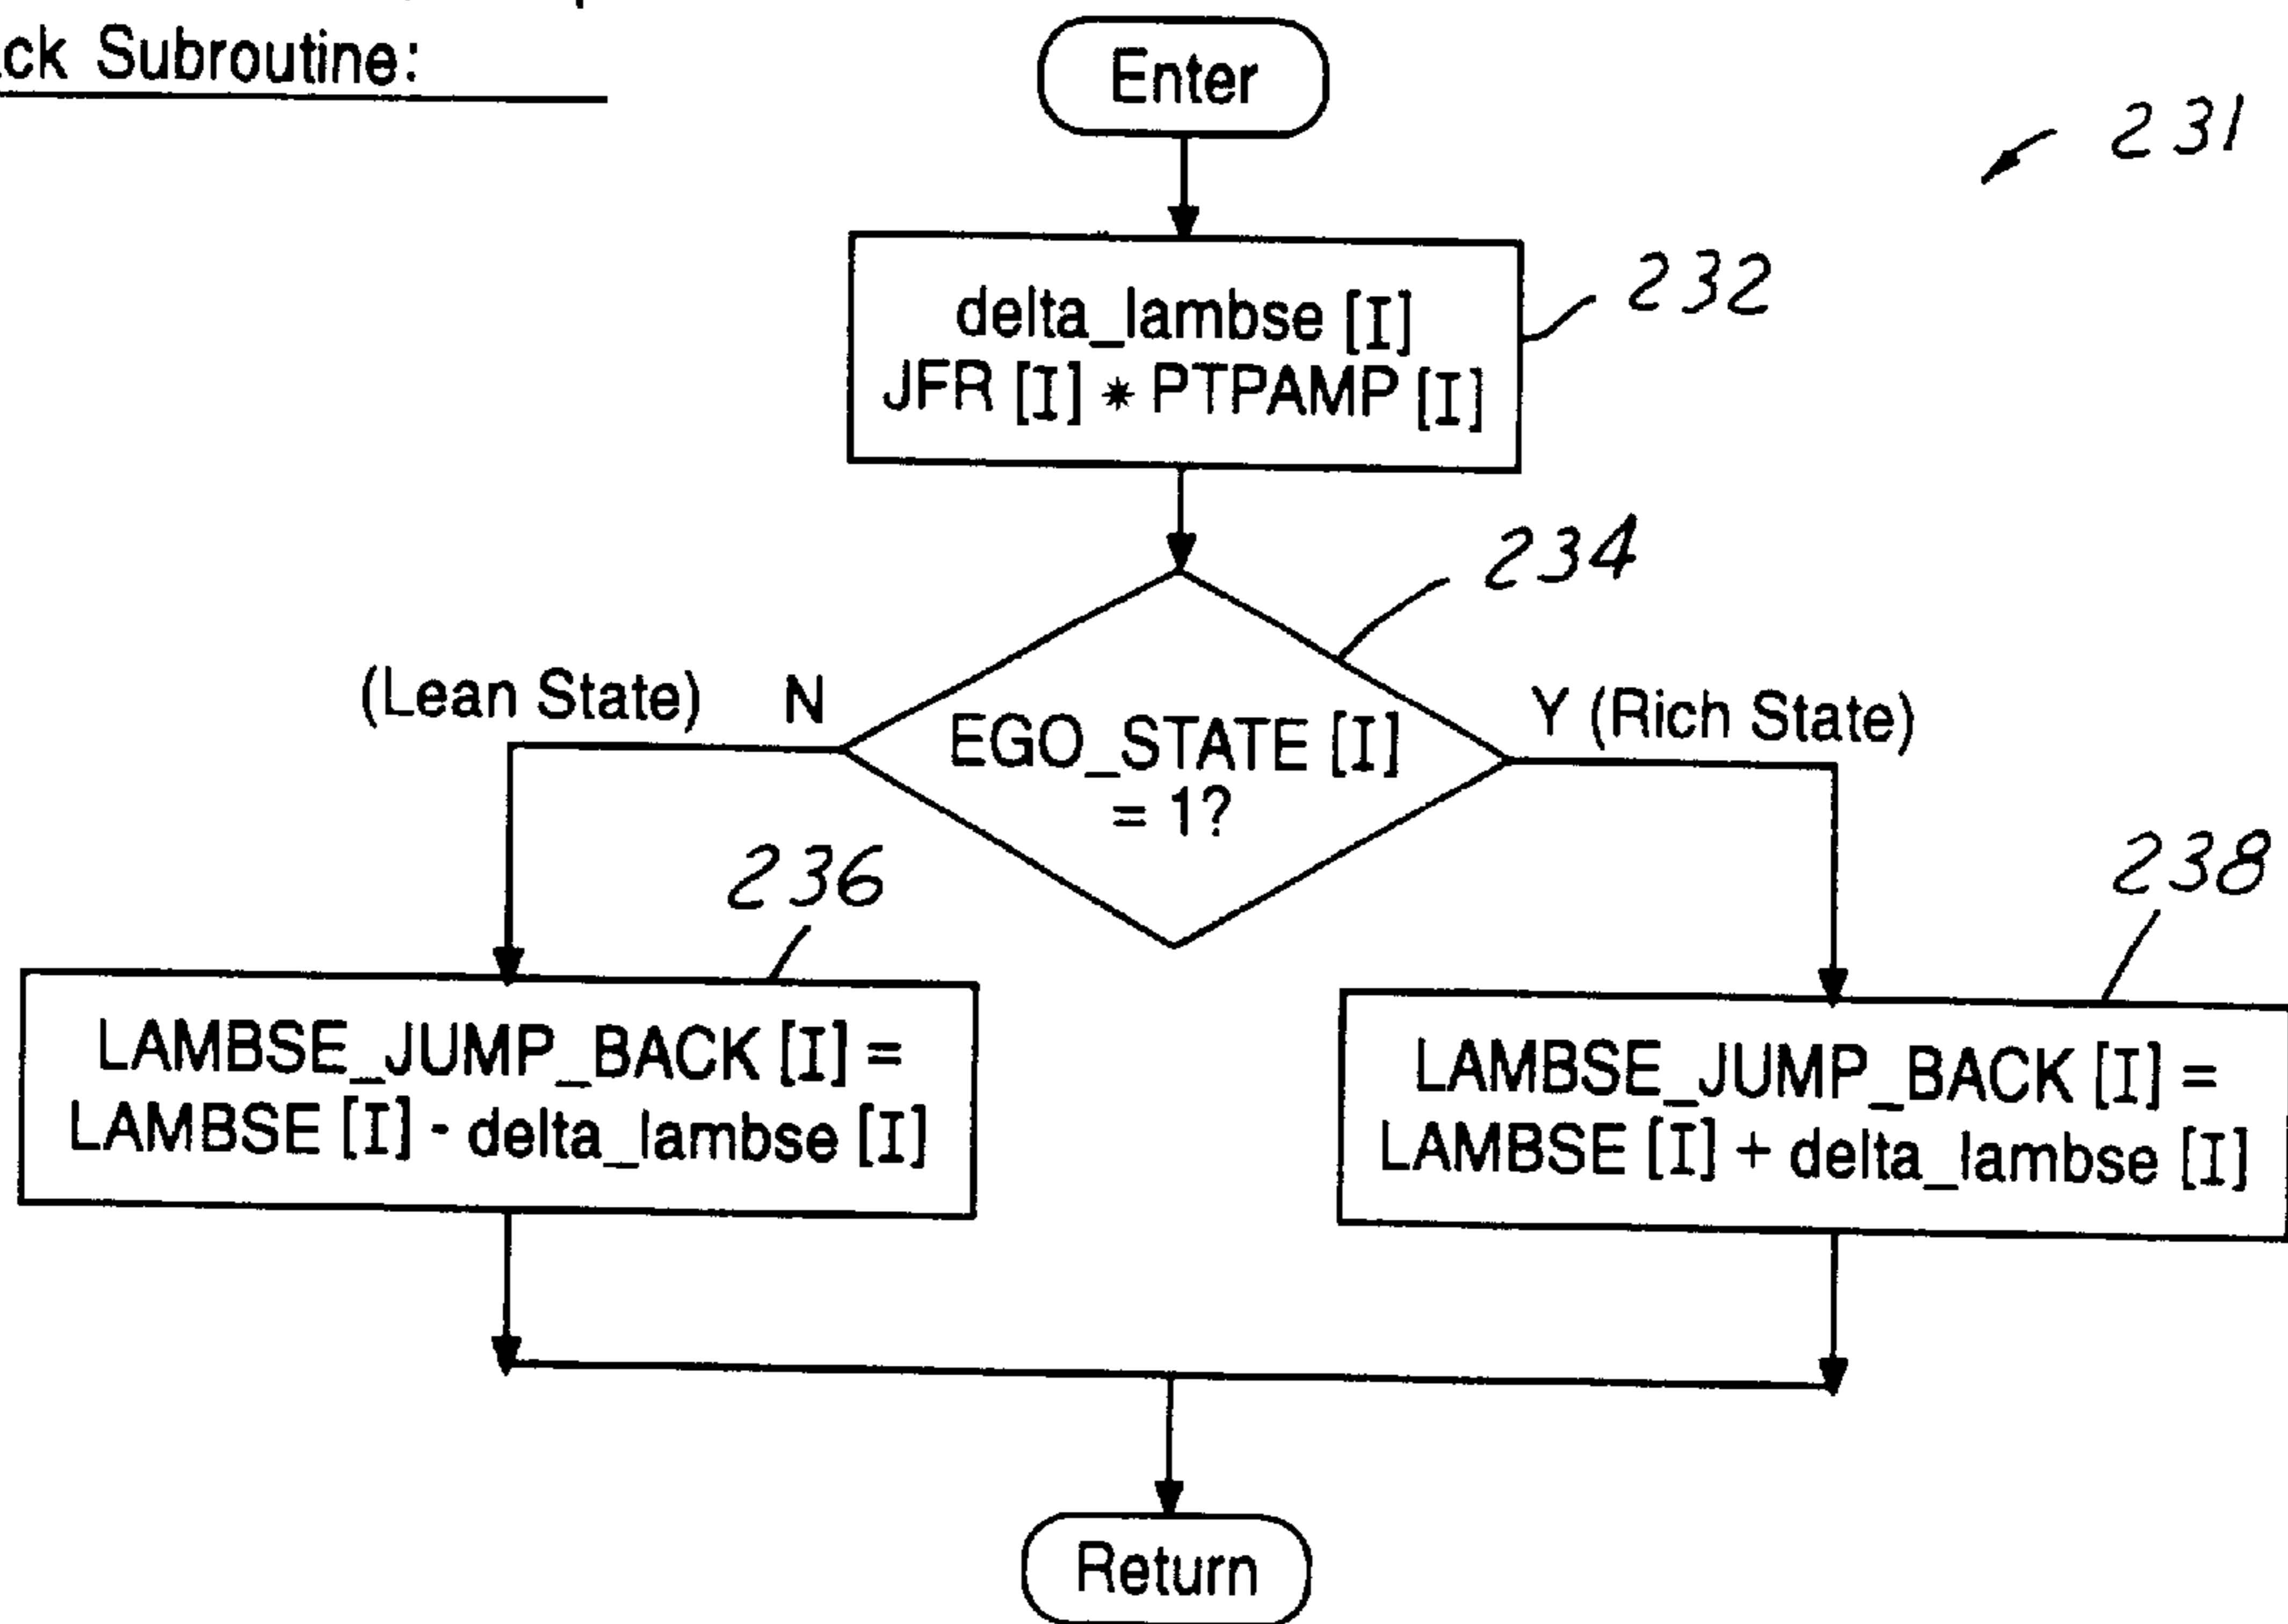 Subroutine:
Enter
231
delta_lambse [I]
JFR [I] * PTPAMP [I]
232
234
(Lean State) N
EGO_STATE [I]
= 1?
Y (Rich State)
236
238
LAMBSE_JUMP_BACK [I] =
LAMBSE [I] - delta_lambse [I]
LAMBSE_JUMP_BACK [I] =
LAMBSE [I] + delta_lambse [I]
Return